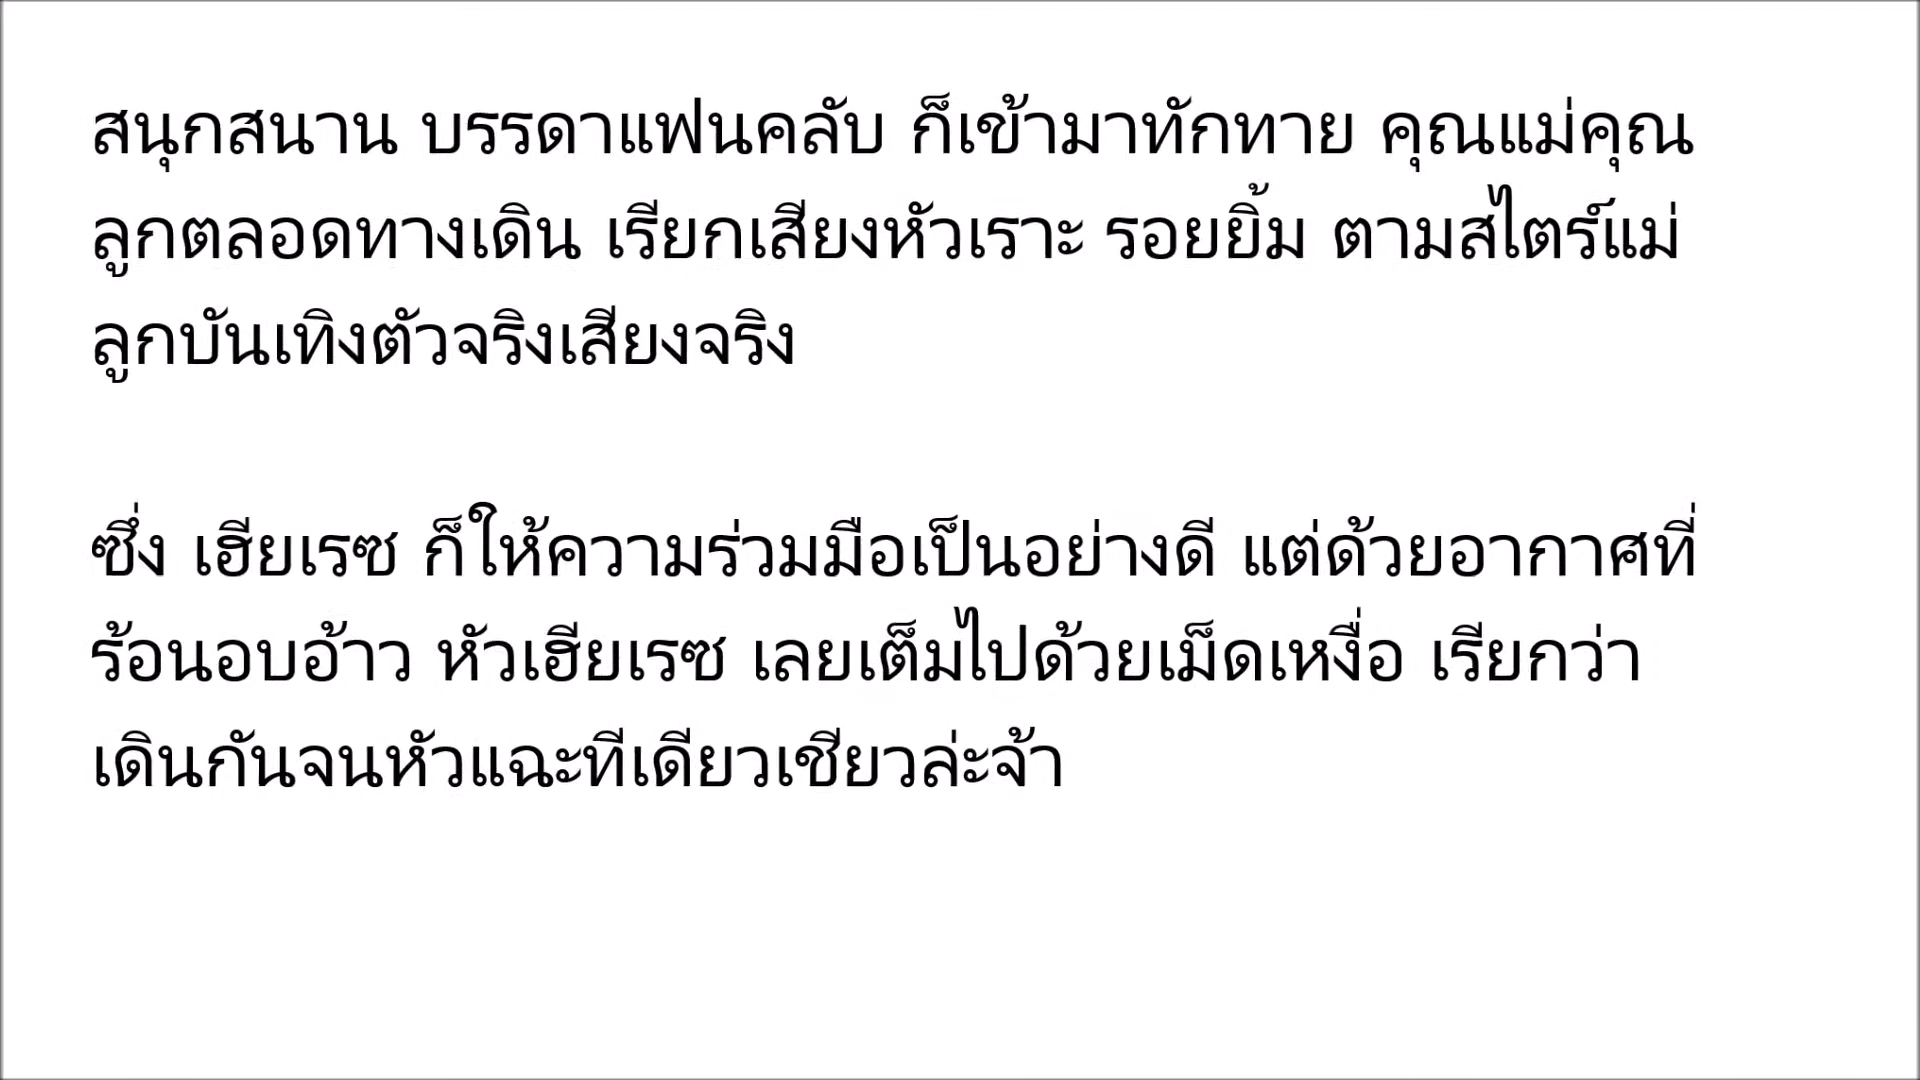 สนุกสนาน บรรดาแฟนคลับ ก็เข้ามาทักทาย คุณแม่คุณ
ลูกตลอดทางเดิน เรียกเสียงหัวเราะ รอยยิ้ม ตามสไตร์แม่
ลูกบันเทิงตัวจริงเสียงจริง
ซึ่ง เฮียเรซ ก็ให้ความร่วมมือเป็นอย่างดี แต่ด้วยอากาศที่
ร้อนอบอ้าว หัวเฮียเรซ เลยเต็มไปด้วยเม็ดเหงื่อ เรียกว่า
เดินกันจนหัวแฉะทีเดียวเชียวล่ะจ้า